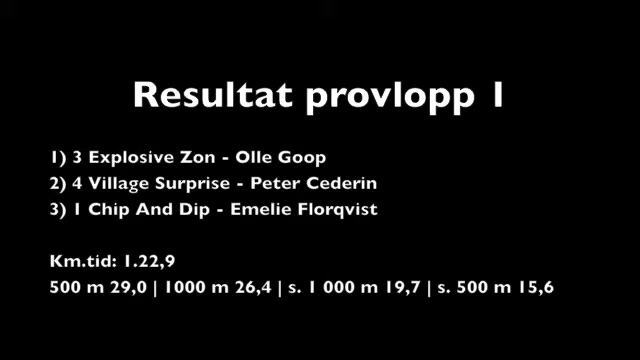 Resultat provlopp 1
1) 3 Explosive Zon - Olle Goop
2) 4 Village Surprise - Peter Cederin
3) 1 Chip And Dip - Emelie Florqvist
Km.tid: 1.22,9
500 m 29,0 | 1000 m 26,4 | s. 1 000 m 19,7 | s. 500 m 15,6